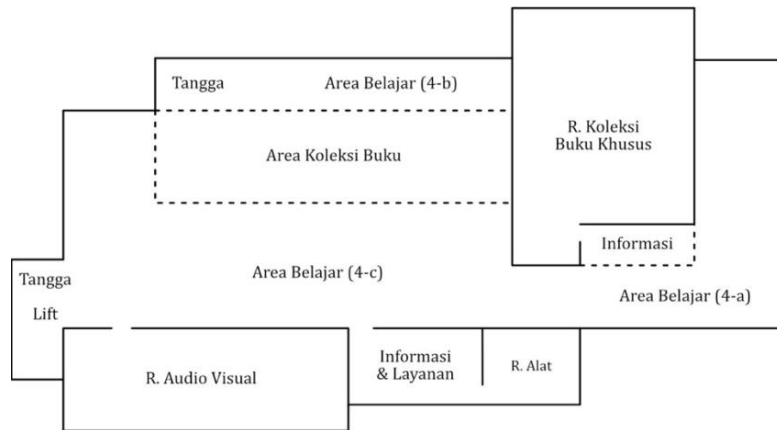 Tangga
Area Belajar (4-b)
R. Koleksi
Buku Khusus
Area Koleksi Buku
Informasi
Tangga
Area Belajar (4-c)
Area Belajar (4-a)
Lift
R. Audio Visual
Informasi
& Layanan
R. Alat